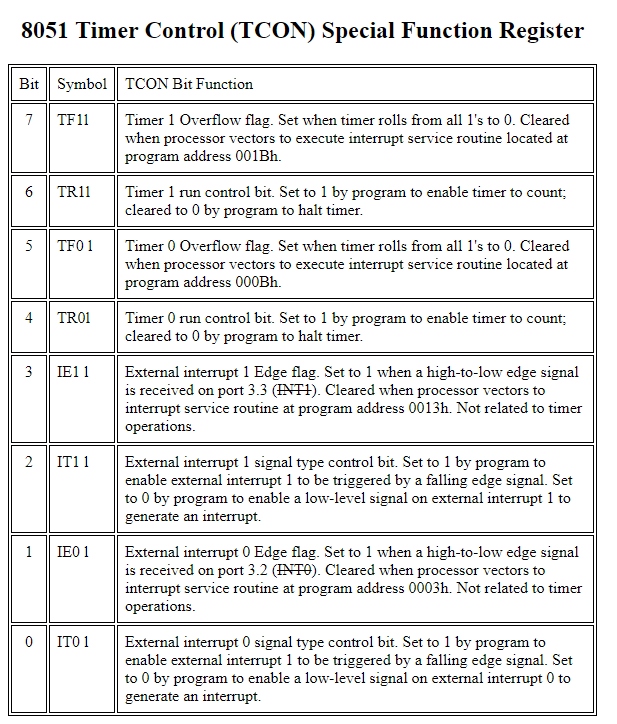 8051 Timer Control (TCON) Special Function Register
Bit Symbol TCON Bit Function
7 TF11 Timer 1 Overflow flag. Set when timer rolls from all 1's to 0. Cleared
when processor vectors to execute interrupt service routine located at
program address 001Bh.
6 TR11 Timer 1 run control bit. Set to 1 by program to enable timer to count;
cleared to 0 by program to halt timer.
5 TF0 1 Timer 0 Overflow flag. Set when timer rolls from all 1's to 0. Cleared
when processor vectors to execute interrupt service routine located at
program address 000Bh.
4 TR01 Timer 0 run control bit. Set to 1 by program to enable timer to count;
cleared to 0 by program to halt timer.
3 IE1 1 External interrupt 1 Edge flag. Set to 1 when a high-to-low edge signal
is received on port 3.3 (INT1). Cleared when processor vectors to
interrupt service routine at program address 0013h. Not related to timer
operations.
2 IT1 1 External interrupt 1 signal type control bit. Set to 1 by program to
enable external interrupt 1 to be triggered by a falling edge signal. Set
to 0 by program to enable a low-level signal on external interrupt 1 to
generate an interrupt.
1 IE0 1 External interrupt 0 Edge flag. Set to 1 when a high-to-low edge signal
is received on port 3.2 (INT0). Cleared when processor vectors to
interrupt service routine at program address 0003h. Not related to timer
operations.
0 IT0 1 External interrupt 0 signal type control bit. Set to 1 by program to
enable external interrupt 1 to be triggered by a falling edge signal. Set
to 0 by program to enable a low-level signal on external interrupt 0 to
generate an interrupt.